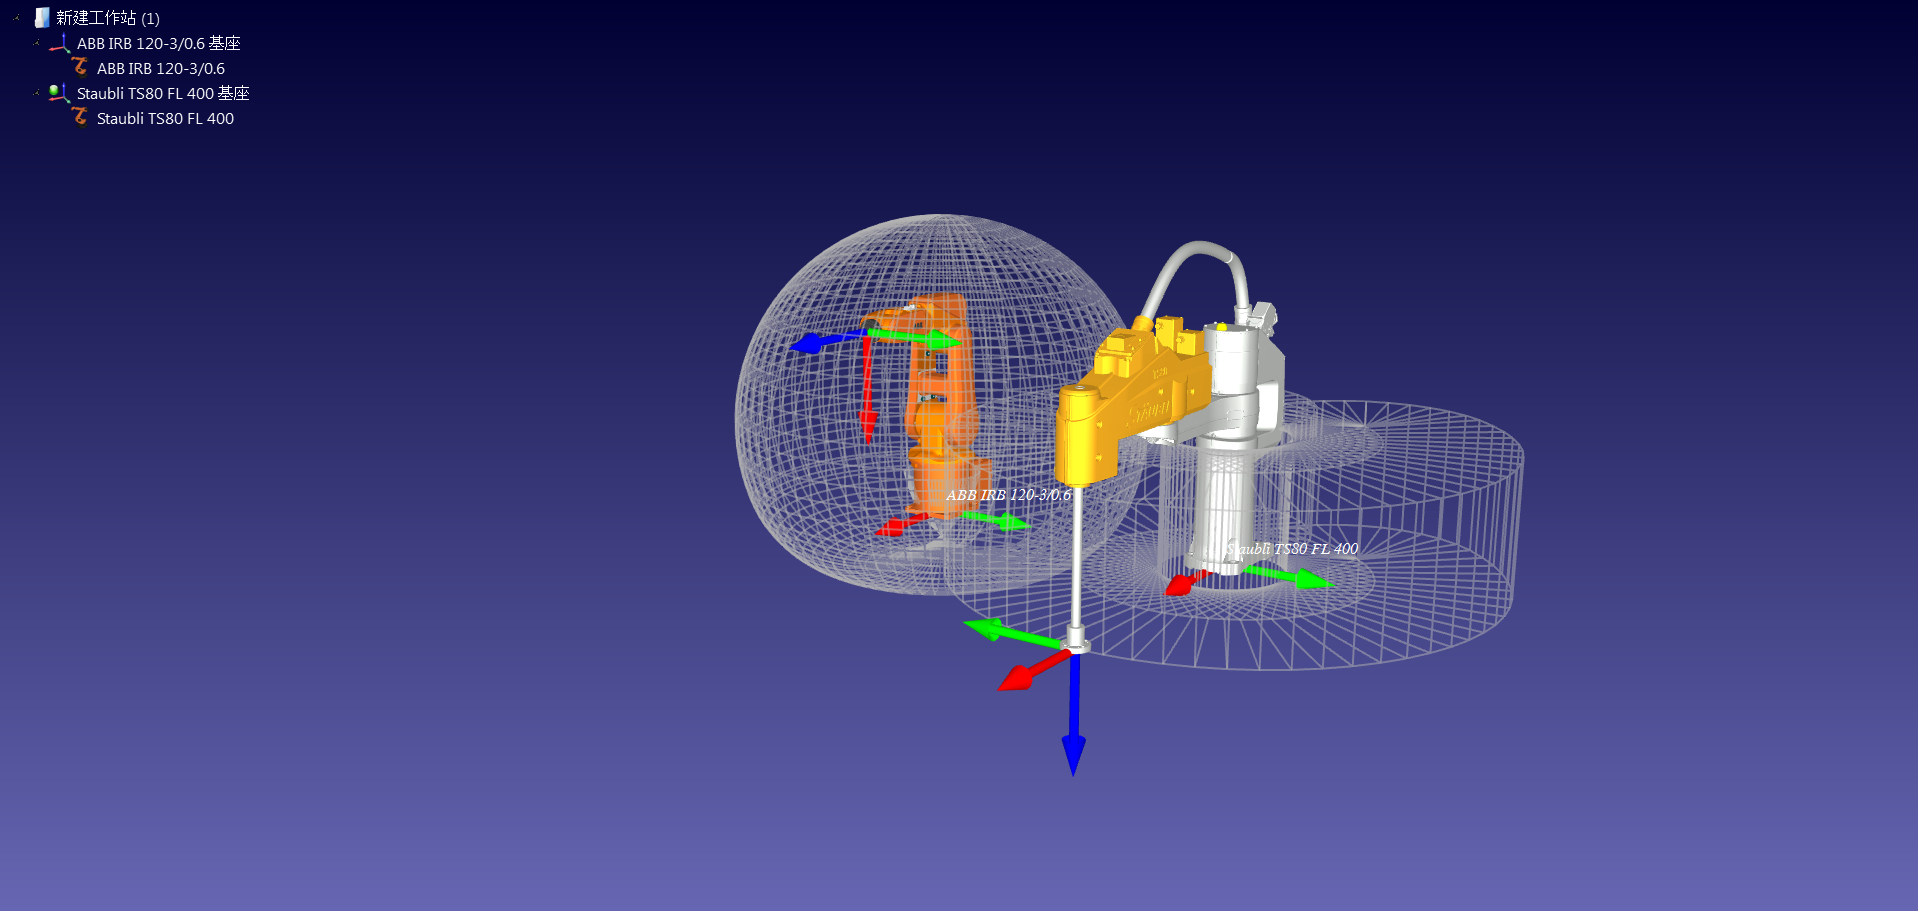 新建工作站 (1)
ABB IRB 120-3/0.6 基座
ABB IRB 120-3/0.6
Staubli TS80 FL 400 基座
Staubli TS80 FL 400
STÄUBLI
ABB IRB 120-3/0.6
Staubli TS80 FL 400